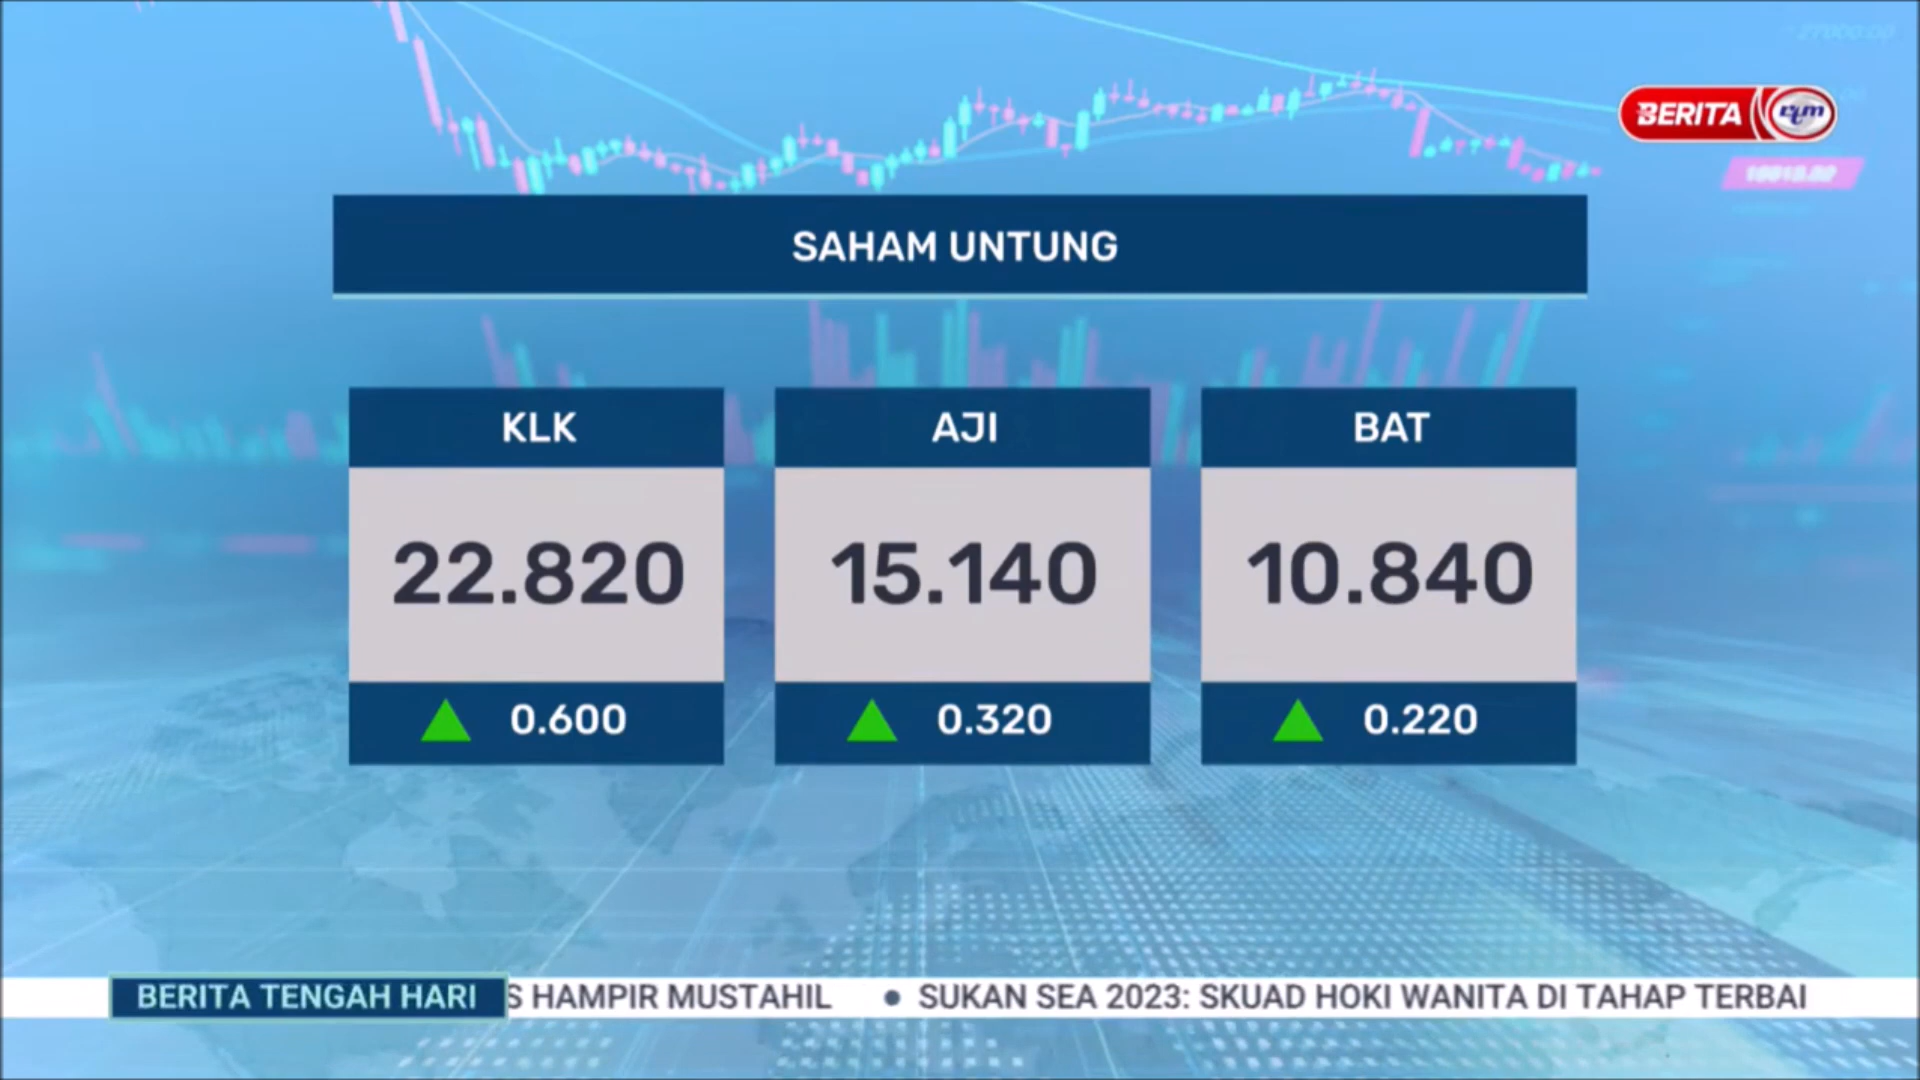 BERITA rtm
SAHAM UNTUNG
KLK
22.820
0.600
AJI
15.140
0.320
BAT
10.840
0.220
BERITA TENGAH HARI
S HAMPIR MUSTAHIL • SUKAN SEA 2023: SKUAD HOKI WANITA DI TAHAP TERBAI